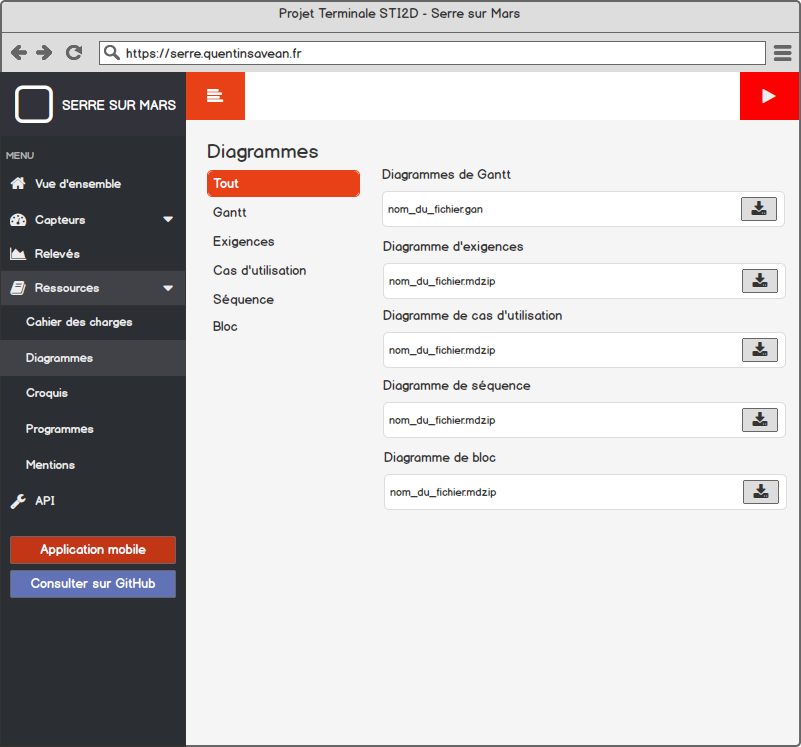 Projet Terminale STI2D - Serre sur Mars
https://serre.quentinsavean.fr
SERRE SUR MARS
MENU
Vue d'ensemble
Capteurs
Relevés
Ressources
Cahier des charges
Diagrammes
Croquis
Programmes
Mentions
API
Application mobile
Consulter sur GitHub
Diagrammes
Tout
Gantt
Exigences
Cas d'utilisation
Séquence
Bloc
Diagrammes de Gantt
nom_du_fichier.gan
Diagramme d'exigences
nom_du_fichier.mdzip
Diagramme de cas d'utilisation
nom_du_fichier.mdzip
Diagramme de séquence
nom_du_fichier.mdzip
Diagramme de bloc
nom_du_fichier.mdzip